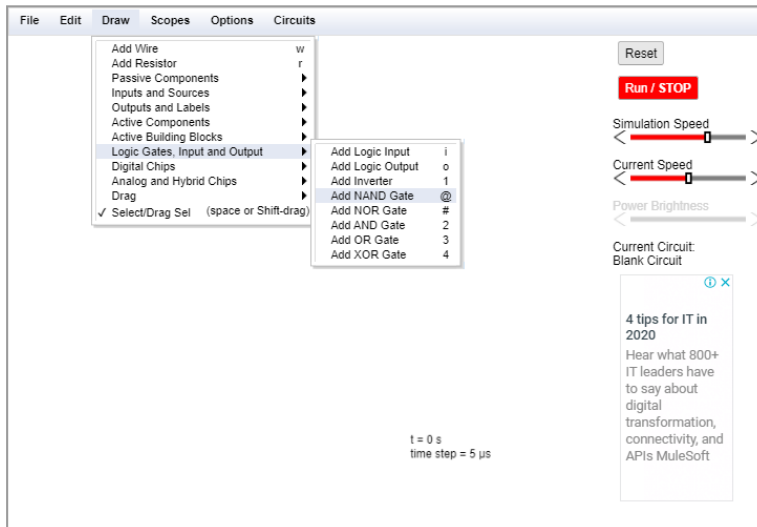 File Edit Draw Scopes Options Circuits
Add Wire w
Add Resistor r
Passive Components
Inputs and Sources
Outputs and Labels
Active Components
Active Building Blocks
Logic Gates, Input and Output
Digital Chips
Analog and Hybrid Chips
Drag
✓ Select/Drag Sel (space or Shift-drag)
Add Logic Input i
Add Logic Output o
Add Inverter 1
Add NAND Gate @
Add NOR Gate #
Add AND Gate 2
Add OR Gate 3
Add XOR Gate 4
Reset
Run / STOP
Simulation Speed
Current Speed
Power Brightness
Current Circuit:
Blank Circuit
4 tips for IT in
2020
Hear what 800+
IT leaders have
to say about
digital
transformation,
connectivity, and
APIs MuleSoft
t = 0 s
time step = 5 μs